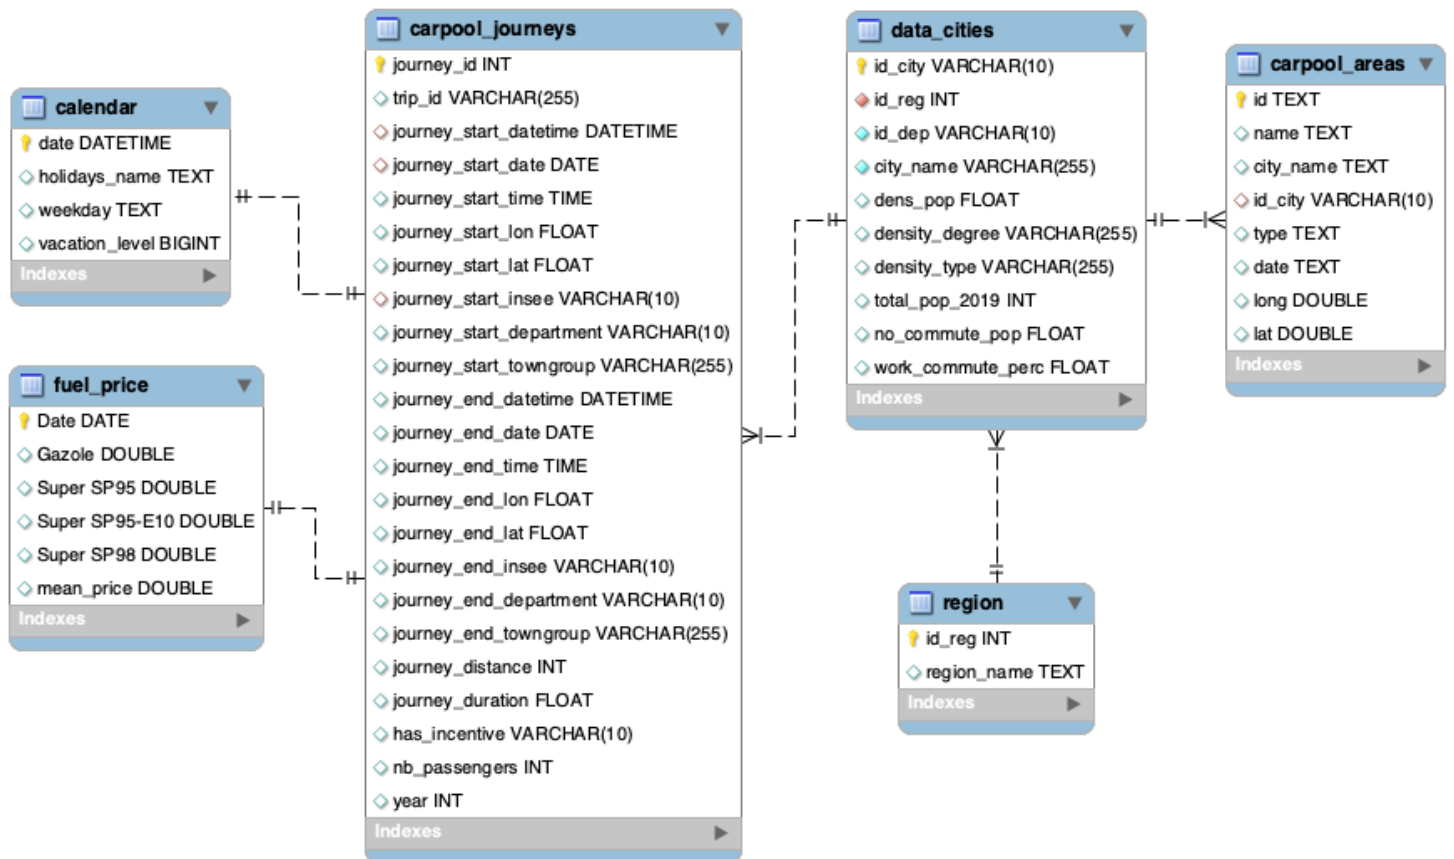 calendar
date DATETIME
holidays_name TEXT
weekday TEXT
vacation_level BIGINT
Indexes
fuel_price
Date DATE
Gazole DOUBLE
Super SP95 DOUBLE
Super SP95-E10 DOUBLE
Super SP98 DOUBLE
mean_price DOUBLE
Indexes
carpool_journeys
journey_id INT
trip_id VARCHAR(255)
journey_start_datetime DATETIME
journey_start_date DATE
journey_start_time TIME
journey_start_lon FLOAT
journey_start_lat FLOAT
journey_start_insee VARCHAR(10)
journey_start_department VARCHAR(10)
journey_start_towngroup VARCHAR(255)
journey_end_datetime DATETIME
journey_end_date DATE
journey_end_time TIME
journey_end_lon FLOAT
journey_end_lat FLOAT
journey_end_insee VARCHAR(10)
journey_end_department VARCHAR(10)
journey_end_towngroup VARCHAR(255)
journey_distance INT
journey_duration FLOAT
has_incentive VARCHAR(10)
nb_passengers INT
year INT
Indexes
data_cities
id_city VARCHAR(10)
id_reg INT
id_dep VARCHAR(10)
city_name VARCHAR(255)
dens_pop FLOAT
density_degree VARCHAR(255)
density_type VARCHAR(255)
total_pop_2019 INT
no_commute_pop FLOAT
work_commute_perc FLOAT
Indexes
region
id_reg INT
region_name TEXT
Indexes
carpool_areas
id TEXT
name TEXT
city_name TEXT
id_city VARCHAR(10)
type TEXT
date TEXT
long DOUBLE
lat DOUBLE
Indexes